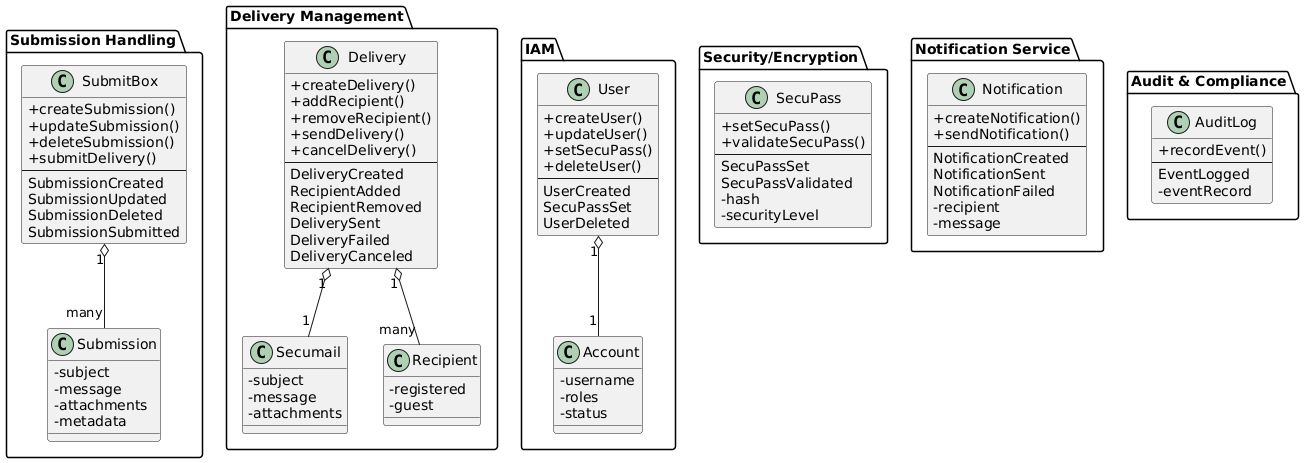 Submission Handling
C SubmitBox
+createSubmission()
+updateSubmission()
+deleteSubmission()
+submitDelivery()
SubmissionCreated
SubmissionUpdated
SubmissionDeleted
SubmissionSubmitted
1
many
C Submission
-subject
-message
-attachments
-metadata
Delivery Management
C Delivery
+createDelivery()
+addRecipient()
+removeRecipient()
+sendDelivery()
+cancelDelivery()
DeliveryCreated
RecipientAdded
RecipientRemoved
DeliverySent
DeliveryFailed
DeliveryCanceled
1
1
1
many
C Secumail
-subject
-message
-attachments
C Recipient
-registered
-guest
IAM
C User
+createUser()
+updateUser()
+setSecuPass()
+deleteUser()
UserCreated
SecuPassSet
UserDeleted
1
1
C Account
-username
-roles
-status
Security/Encryption
C SecuPass
+setSecuPass()
+validateSecuPass()
SecuPassSet
SecuPassValidated
-hash
-securityLevel
Notification Service
C Notification
+createNotification()
+sendNotification()
NotificationCreated
NotificationSent
NotificationFailed
-recipient
-message
Audit & Compliance
C AuditLog
+recordEvent()
EventLogged
-eventRecord